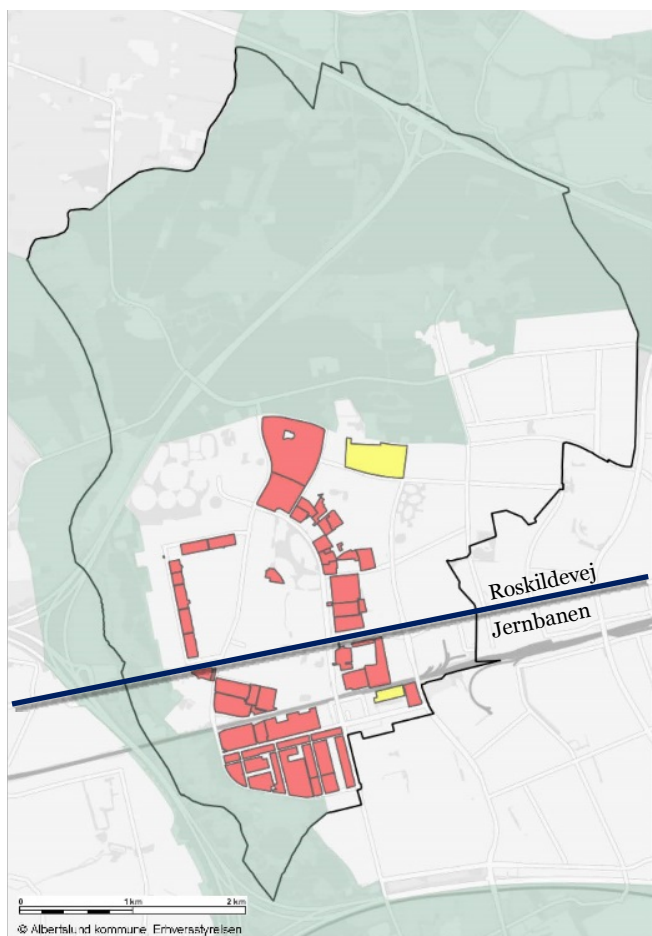 Roskildevej
Jernbanen
0 1 km 2 km
© Albertslund kommune, Erhvervsstyrelsen